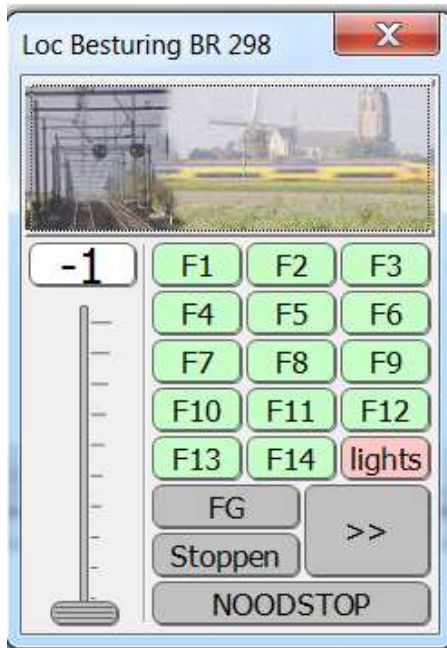 Loc Besturing BR 298
X
-1
F1 F2 F3
F4 F5 F6
F7 F8 F9
F10 F11 F12
F13 F14 lights
FG
>>
Stoppen
NOODSTOP